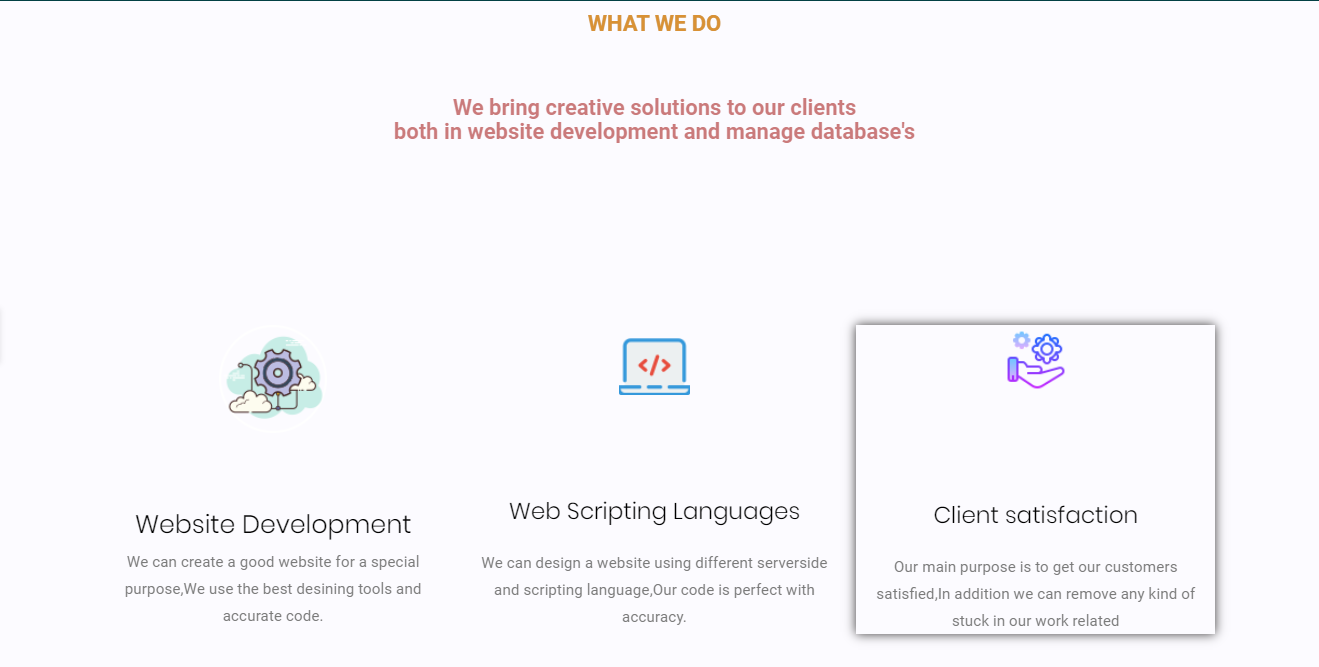 WHAT WE DO
We bring creative solutions to our clients
both in website development and manage database's
</>
Website Development
We can create a good website for a special
purpose,We use the best desining tools and
accurate code.
Web Scripting Languages
We can design a website using different serverside
and scripting language,Our code is perfect with
accuracy.
Client satisfaction
Our main purpose is to get our customers
satisfied,In addition we can remove any kind of
stuck in our work related